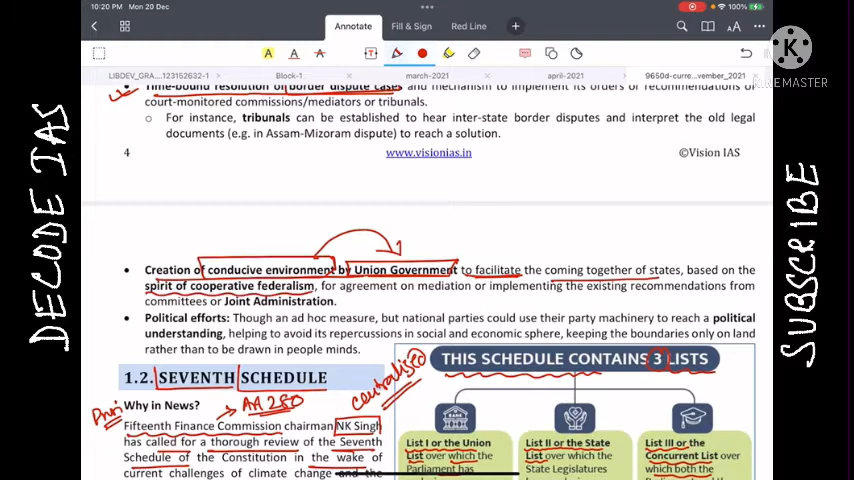 10:20 PM Mon 20 Dec
100%
Annotate Fill & Sign Red Line
LIBDEV_GRA...123152632-1 Block-1 march-2021 april-2021 9650d-curre...vember_2021
K
KINEMASTER
DECODE IAS
SUBSCRIBE
• Time-bound resolution of border dispute cases and mechanism to implement its orders or recommendations of
court-monitored commissions/mediators or tribunals.
o For instance, tribunals can be established to hear inter-state border disputes and interpret the old legal
documents (e.g. in Assam-Mizoram dispute) to reach a solution.
4 www.visionias.in ©Vision IAS
• Creation of conducive environment by Union Government to facilitate the coming together of states, based on the
spirit of cooperative federalism, for agreement on mediation or implementing the existing recommendations from
committees or Joint Administration.
• Political efforts: Though an ad hoc measure, but national parties could use their party machinery to reach a political
understanding, helping to avoid its repercussions in social and economic sphere, keeping the boundaries only on land
rather than to be drawn in people minds.
1.2. SEVENTH SCHEDULE
centralised
Why in News?
AA 280
Fifteenth Finance Commission chairman NK Singh
has called for a thorough review of the Seventh
Schedule of the Constitution in the wake of
current challenges of climate change and the
THIS SCHEDULE CONTAINS 3 LISTS
List I or the Union
List over which the
Parliament has
List II or the State
List over which the
State Legislatures
List III or the
Concurrent List over
which both the